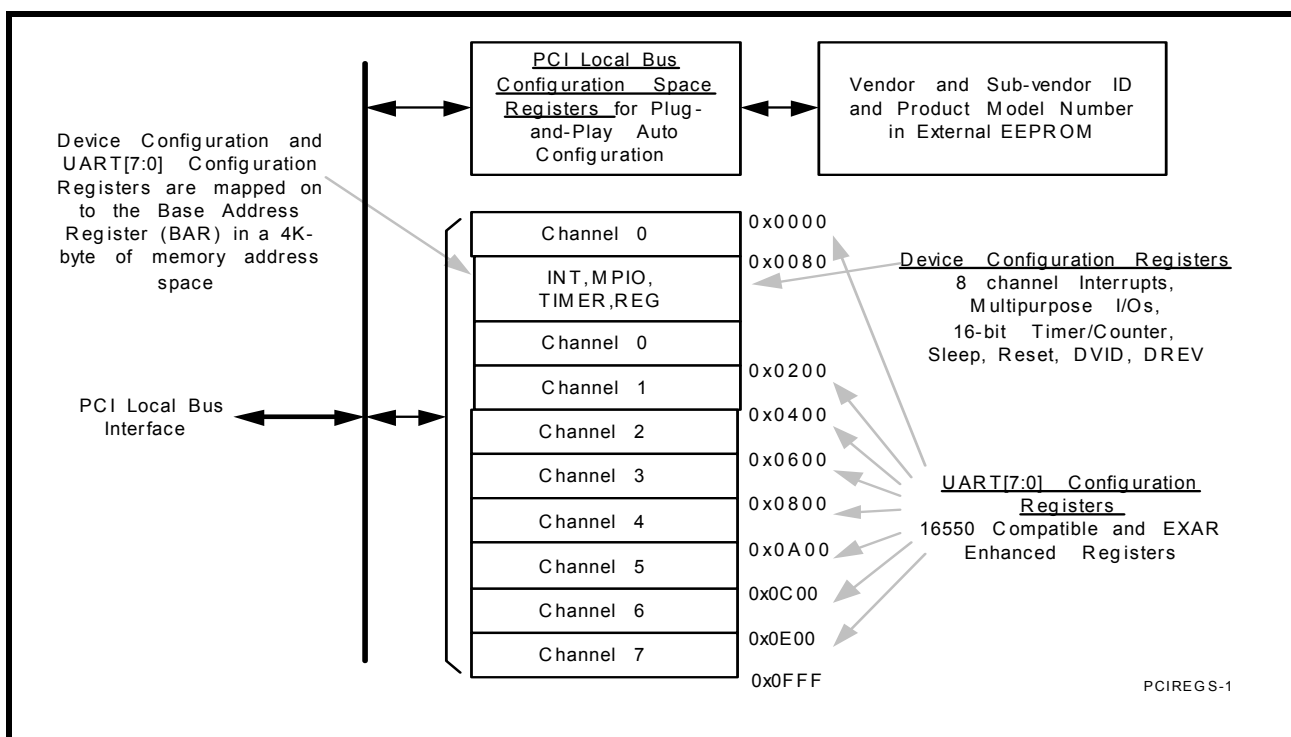 PCI Local Bus
Configuration Space
Registers for Plug-
and-Play Auto
Configuration
Vendor and Sub-vendor ID
and Product Model Number
in External EEPROM
Device Configuration and
UART[7:0] Configuration
Registers are mapped on
to the Base Address
Register (BAR) in a 4K-
byte of memory address
space
Channel 0
INT,MPIO,
TIMER,REG
Channel 0
Channel 1
Channel 2
Channel 3
Channel 4
Channel 5
Channel 6
Channel 7
0x0000
0x0080
0x0200
0x0400
0x0600
0x0800
0x0A00
0x0C00
0x0E00
0x0FFF
Device Configuration Registers
8 channel Interrupts,
Multipurpose I/Os,
16-bit Timer/Counter,
Sleep, Reset, DVID, DREV
PCI Local Bus
Interface
UART[7:0] Configuration
Registers
16550 Compatible and EXAR
Enhanced Registers
PCIREGS-1